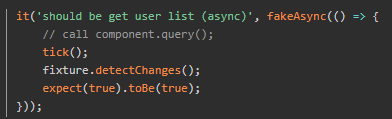 it('should be get user list (async)', fakeAsync(() => {
// call component.query();
tick();
fixture.detectChanges();
expect(true).toBe(true);
}));